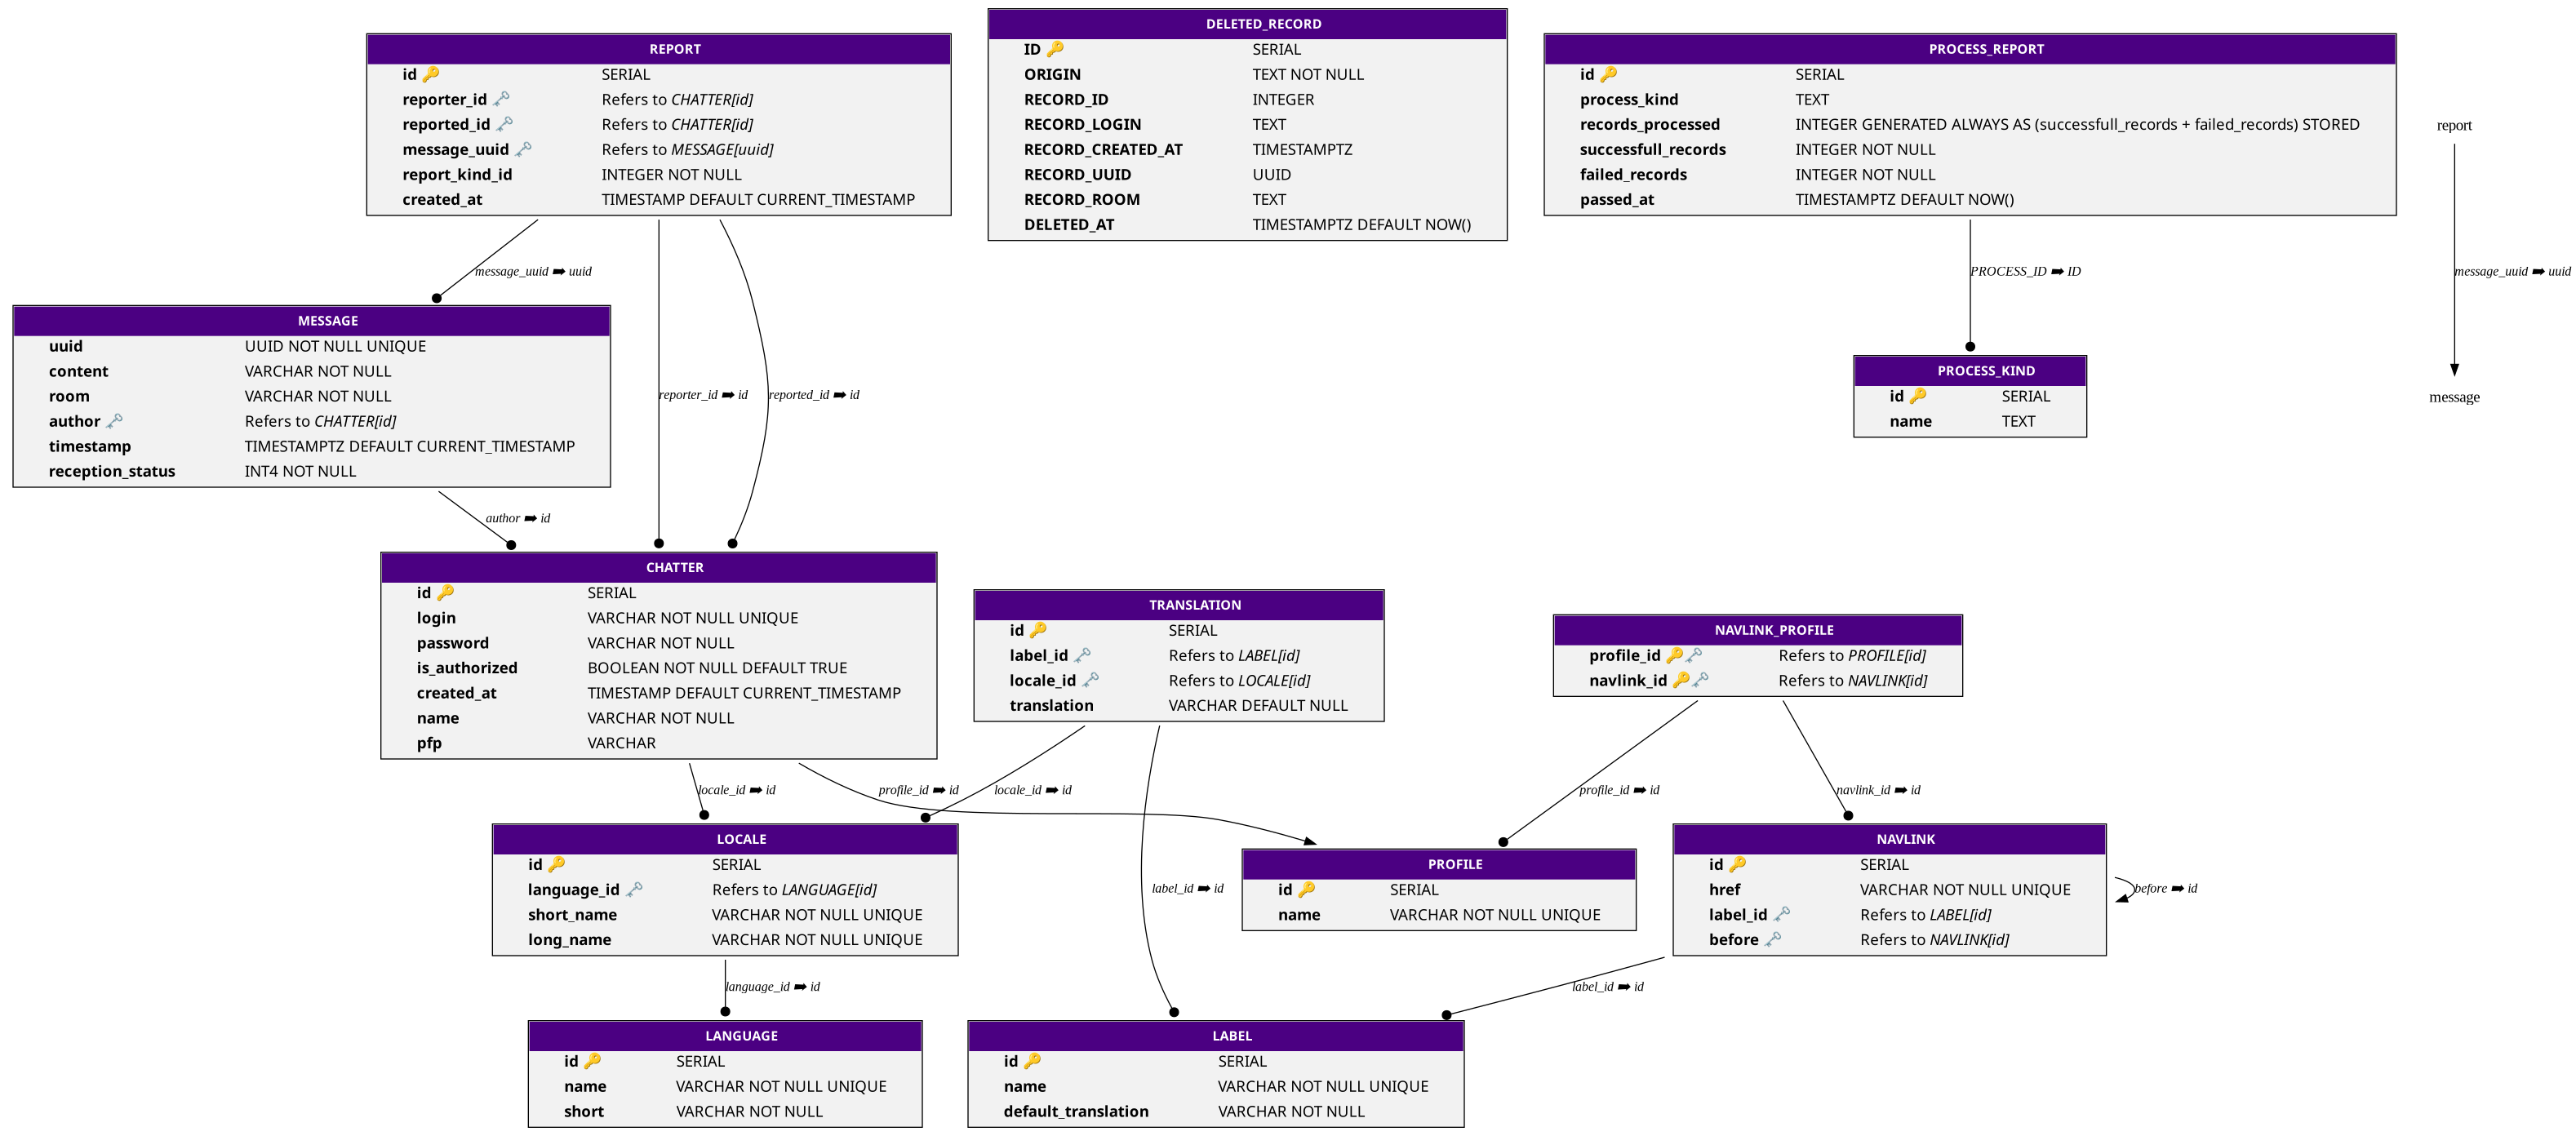 REPORT
id 🔑 SERIAL
reporter_id 🗝️ Refers to CHATTER[id]
reported_id 🗝️ Refers to CHATTER[id]
message_uuid 🗝️ Refers to MESSAGE[uuid]
report_kind_id INTEGER NOT NULL
created_at TIMESTAMP DEFAULT CURRENT_TIMESTAMP
DELETED_RECORD
ID 🔑 SERIAL
ORIGIN TEXT NOT NULL
RECORD_ID INTEGER
RECORD_LOGIN TEXT
RECORD_CREATED_AT TIMESTAMPTZ
RECORD_UUID UUID
RECORD_ROOM TEXT
DELETED_AT TIMESTAMPTZ DEFAULT NOW()
PROCESS_REPORT
id 🔑 SERIAL
process_kind TEXT
records_processed INTEGER GENERATED ALWAYS AS (successfull_records + failed_records) STORED
successfull_records INTEGER NOT NULL
failed_records INTEGER NOT NULL
passed_at TIMESTAMPTZ DEFAULT NOW()
report
message_uuid ➡ uuid
PROCESS_ID ➡ ID
message_uuid ➡ uuid
MESSAGE
uuid UUID NOT NULL UNIQUE
content VARCHAR NOT NULL
room VARCHAR NOT NULL
author 🗝️ Refers to CHATTER[id]
timestamp TIMESTAMPTZ DEFAULT CURRENT_TIMESTAMP
reception_status INT4 NOT NULL
reporter_id ➡ id
reported_id ➡ id
PROCESS_KIND
id 🔑 SERIAL
name TEXT
message
author ➡ id
CHATTER
id 🔑 SERIAL
login VARCHAR NOT NULL UNIQUE
password VARCHAR NOT NULL
is_authorized BOOLEAN NOT NULL DEFAULT TRUE
created_at TIMESTAMP DEFAULT CURRENT_TIMESTAMP
name VARCHAR NOT NULL
pfp VARCHAR
TRANSLATION
id 🔑 SERIAL
label_id 🗝️ Refers to LABEL[id]
locale_id 🗝️ Refers to LOCALE[id]
translation VARCHAR DEFAULT NULL
NAVLINK_PROFILE
profile_id 🔑🗝️ Refers to PROFILE[id]
navlink_id 🔑🗝️ Refers to NAVLINK[id]
locale_id ➡ id
profile_id ➡ id
locale_id ➡ id
profile_id ➡ id
navlink_id ➡ id
LOCALE
id 🔑 SERIAL
language_id 🗝️ Refers to LANGUAGE[id]
short_name VARCHAR NOT NULL UNIQUE
long_name VARCHAR NOT NULL UNIQUE
label_id ➡ id
PROFILE
id 🔑 SERIAL
name VARCHAR NOT NULL UNIQUE
NAVLINK
id 🔑 SERIAL
href VARCHAR NOT NULL UNIQUE
label_id 🗝️ Refers to LABEL[id]
before 🗝️ Refers to NAVLINK[id]
before ➡ id
language_id ➡ id
label_id ➡ id
LANGUAGE
id 🔑 SERIAL
name VARCHAR NOT NULL UNIQUE
short VARCHAR NOT NULL
LABEL
id 🔑 SERIAL
name VARCHAR NOT NULL UNIQUE
default_translation VARCHAR NOT NULL